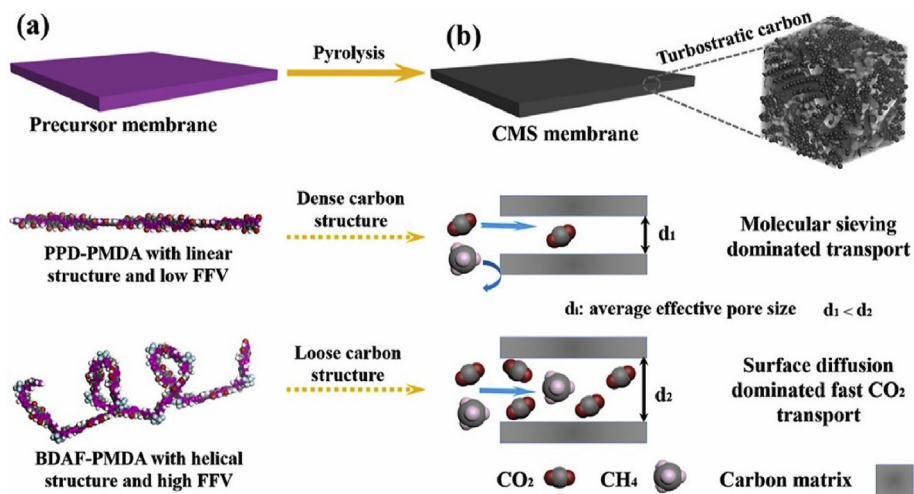 (a)
Pyrolysis
(b)
Turbostratic carbon
Precursor membrane
CMS membrane
Dense carbon
structure
PPD-PMDA with linear
structure and low FFV
d₁
Molecular sieving
dominated transport
dᵢ: average effective pore size d₁ < d₂
Loose carbon
structure
d₂
Surface diffusion
dominated fast CO₂
transport
BDAF-PMDA with helical
structure and high FFV
CO₂
CH₄
Carbon matrix